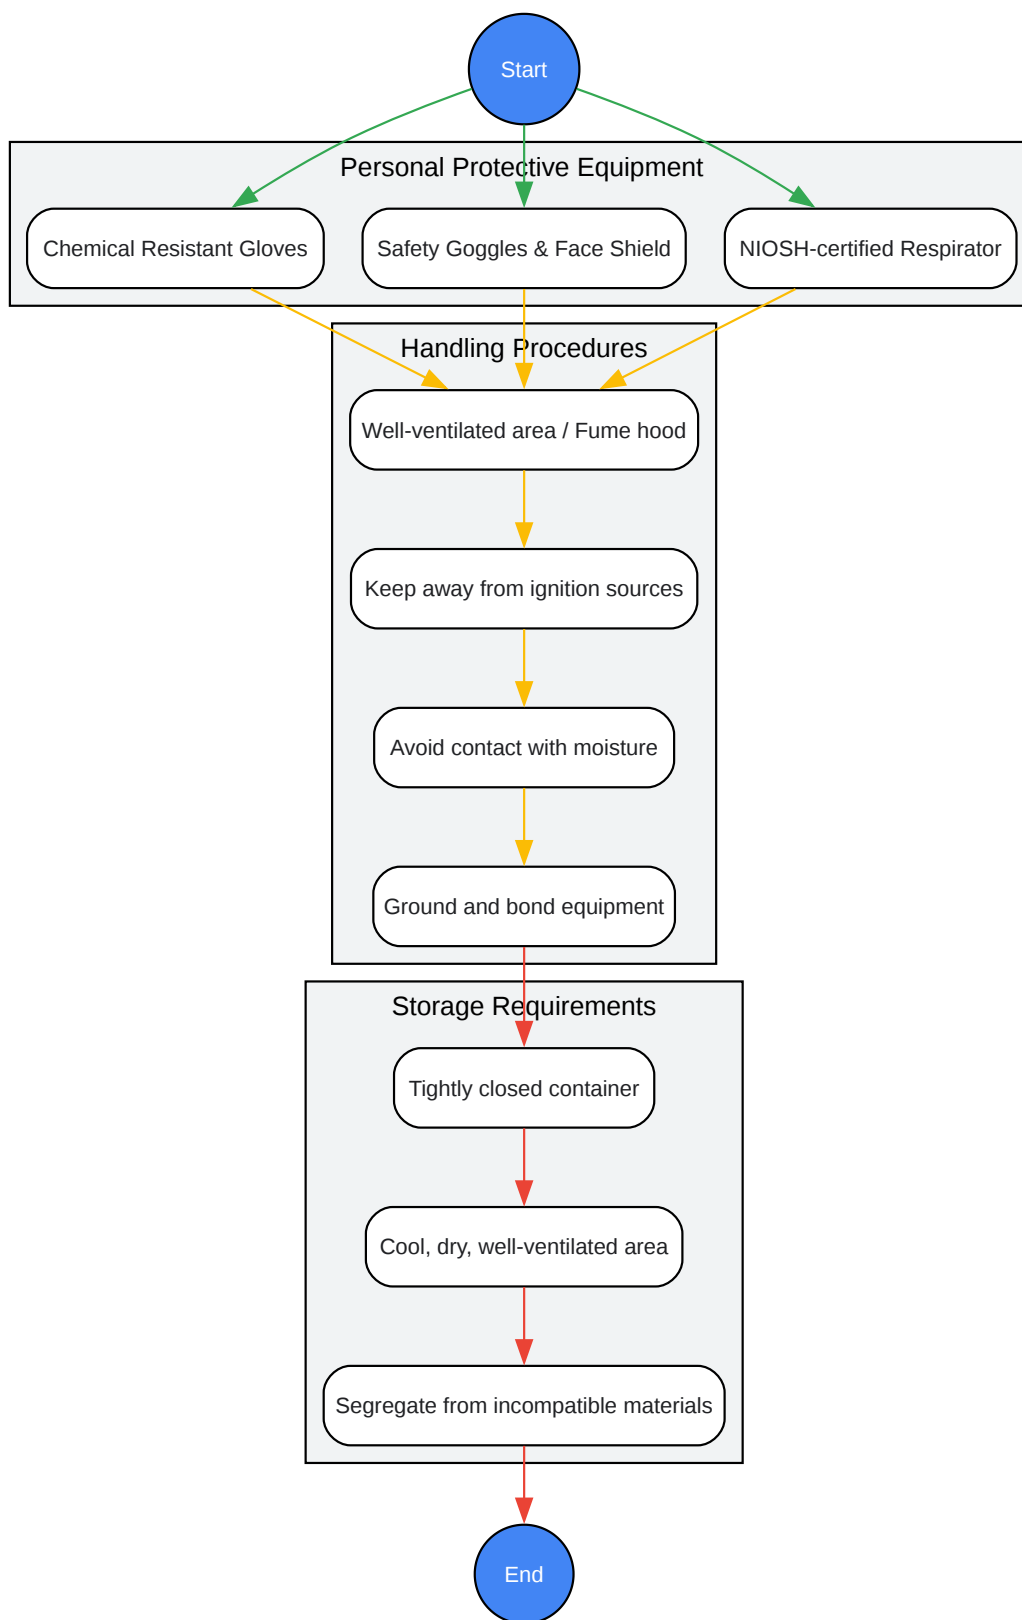 Start
Personal Protective Equipment
Chemical Resistant Gloves
Safety Goggles & Face Shield
NIOSH-certified Respirator
Handling Procedures
Well-ventilated area / Fume hood
Keep away from ignition sources
Avoid contact with moisture
Ground and bond equipment
Storage Requirements
Tightly closed container
Cool, dry, well-ventilated area
Segregate from incompatible materials
End